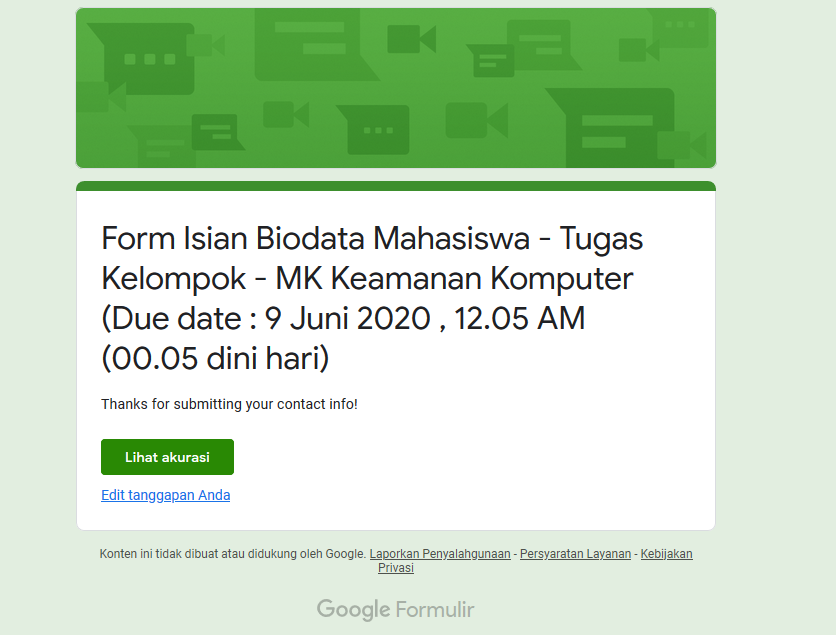 Form Isian Biodata Mahasiswa - Tugas
Kelompok - MK Keamanan Komputer
(Due date : 9 Juni 2020 , 12.05 AM
(00.05 dini hari)
Thanks for submitting your contact info!
Lihat akurasi
Edit tanggapan Anda
Konten ini tidak dibuat atau didukung oleh Google. Laporkan Penyalahgunaan - Persyaratan Layanan - Kebijakan
Privasi
Google Formulir